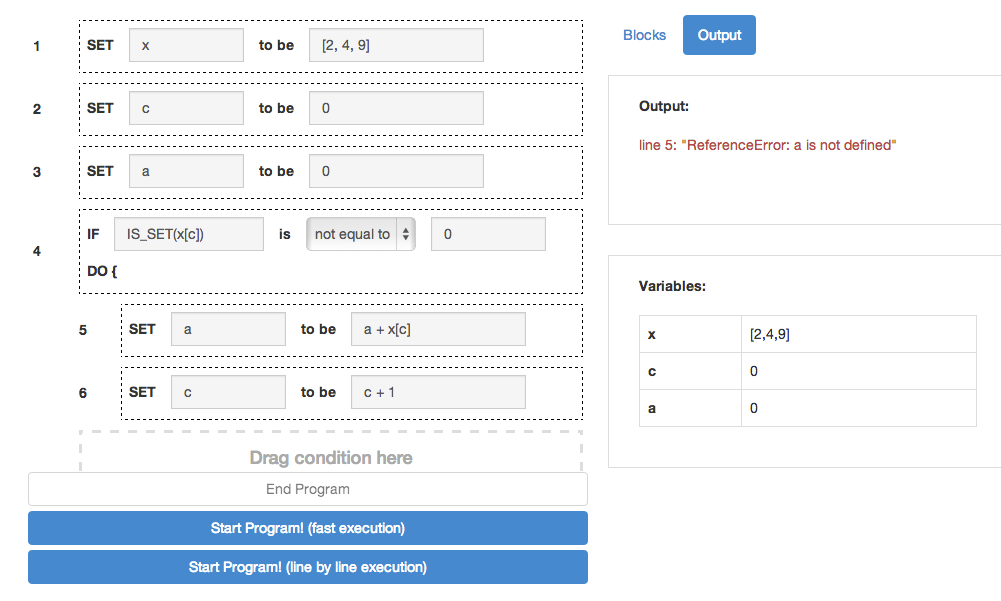 1 SET x to be [2, 4, 9]
2 SET c to be 0
3 SET a to be 0
4 IF IS_SET(x[c]) is not equal to 0
DO {
5 SET a to be a + x[c]
6 SET c to be c + 1
Drag condition here
End Program
Start Program! (fast execution)
Start Program! (line by line execution)
Blocks Output
Output:
line 5: "ReferenceError: a is not defined"
Variables:
x [2,4,9]
c 0
a 0